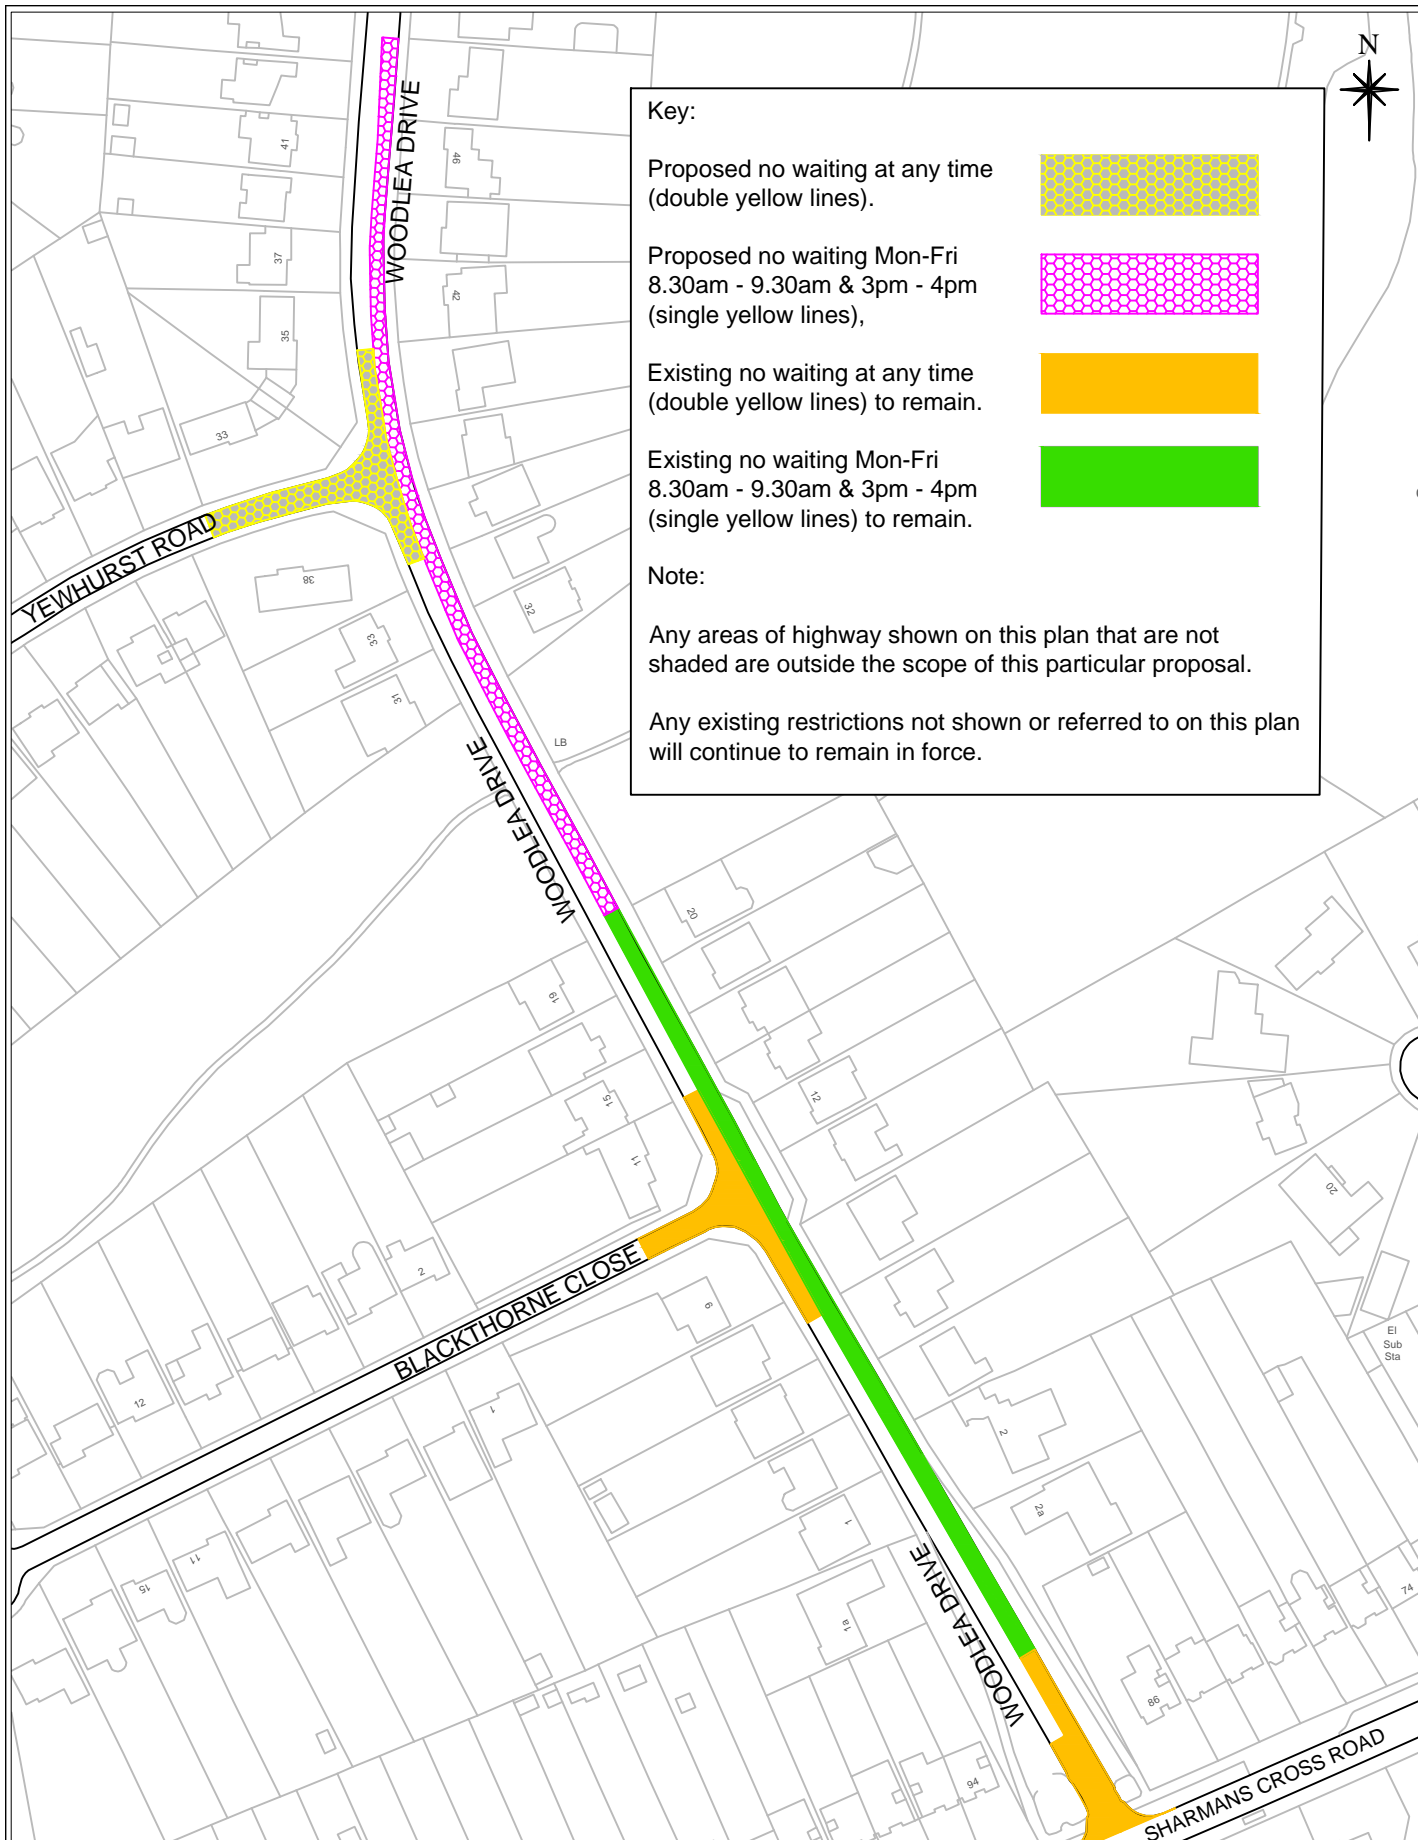 N
Key:
Proposed no waiting at any time
(double yellow lines).
Proposed no waiting Mon-Fri
8.30am - 9.30am & 3pm - 4pm
(single yellow lines),
Existing no waiting at any time
(double yellow lines) to remain.
Existing no waiting Mon-Fri
8.30am - 9.30am & 3pm - 4pm
(single yellow lines) to remain.
Note:
Any areas of highway shown on this plan that are not
shaded are outside the scope of this particular proposal.
Any existing restrictions not shown or referred to on this plan
will continue to remain in force.
WOODLEA DRIVE
41
46
37
42
35
33
YEWHURST ROAD
38
32
33
31
LB
WOODLEA DRIVE
20
19
15
12
11
20
2
BLACKTHORNE CLOSE
6
El
Sub
Sta
12
1
2
2a
1
11
15
WOODLEA DRIVE
1a
74
86
94
SHARMANS CROSS ROAD